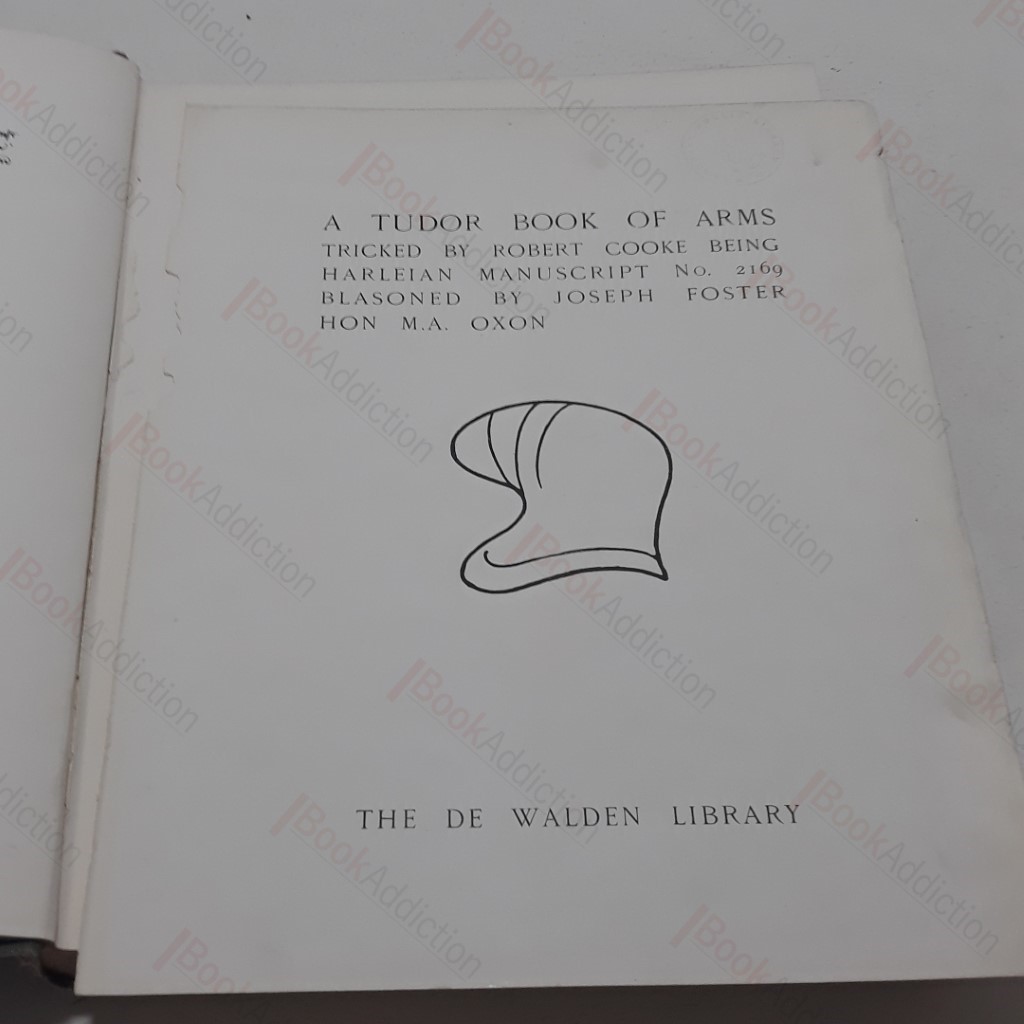 A TUDOR BOOK OF ARMS
TRICKED BY ROBERT COOKE BEING
HARLEIAN MANUSCRIPT No. 2169
BLASONED BY JOSEPH FOSTER
HON M.A. OXON
THE DE WALDEN LIBRARY
BookAddiction